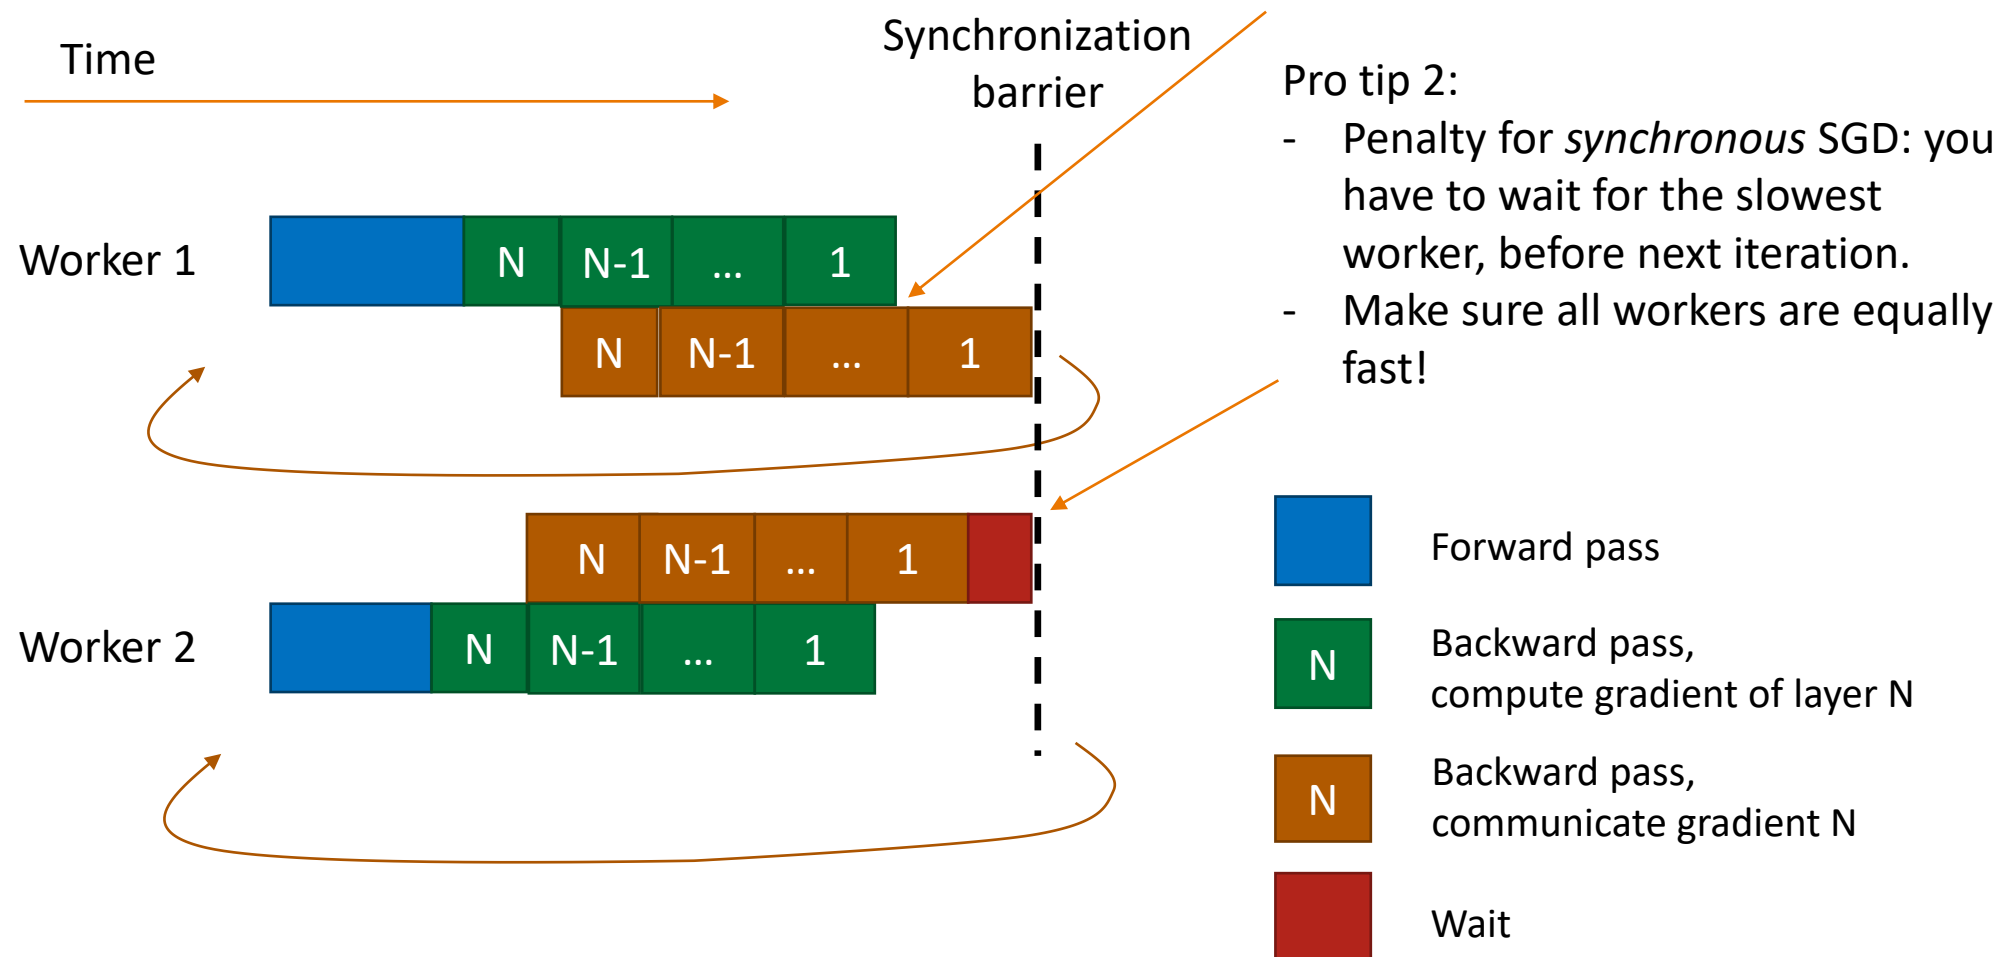 Time
Synchronization
barrier
Pro tip 2:
- Penalty for synchronous SGD: you
have to wait for the slowest
worker, before next iteration.
- Make sure all workers are equally
fast!
Worker 1
N N-1 ... 1
N N-1 ... 1
N N-1 ... 1
Worker 2
N N-1 ... 1
Forward pass
N
Backward pass,
compute gradient of layer N
N
Backward pass,
communicate gradient N
Wait